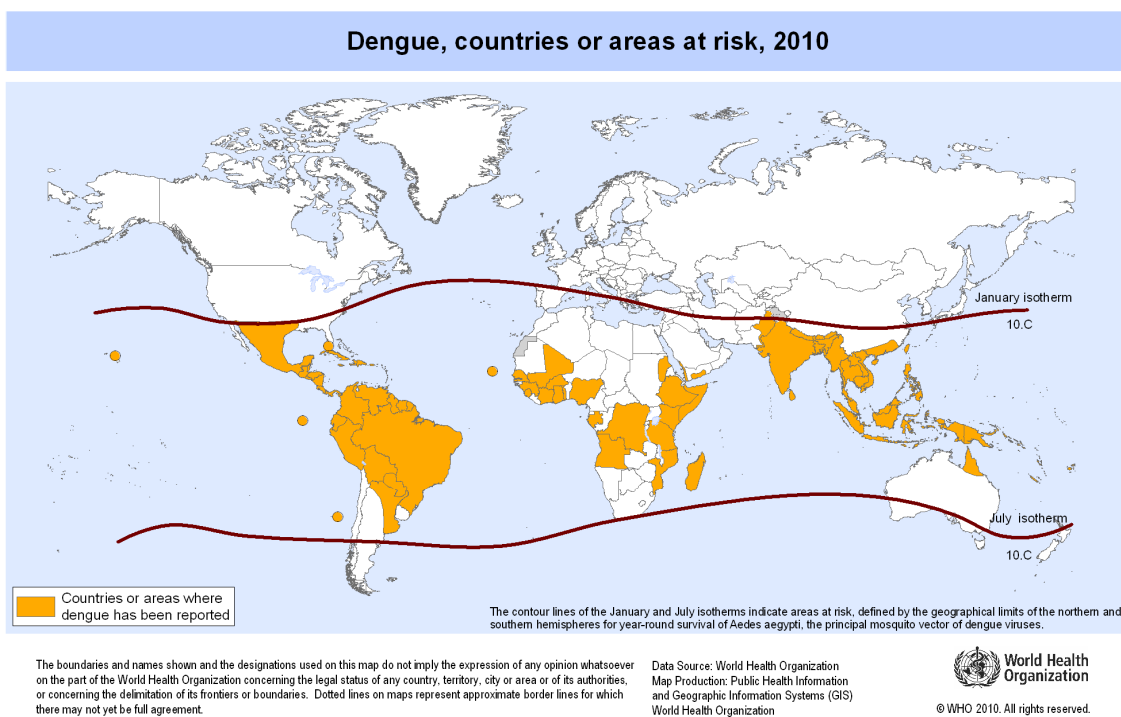 Dengue, countries or areas at risk, 2010
January isotherm
10.C
July isotherm
10.C
Countries or areas where
dengue has been reported
The contour lines of the January and July isotherms indicate areas at risk, defined by the geographical limits of the northern and
southern hemispheres for year-round survival of Aedes aegypti, the principal mosquito vector of dengue viruses.
The boundaries and names shown and the designations used on this map do not imply the expression of any opinion whatsoever
on the part of the World Health Organization concerning the legal status of any country, territory, city or area or of its authorities,
or concerning the delimitation of its frontiers or boundaries. Dotted lines on maps represent approximate border lines for which
there may not yet be full agreement.
Data Source: World Health Organization
Map Production: Public Health Information
and Geographic Information Systems (GIS)
World Health Organization
World Health
Organization
© WHO 2010. All rights reserved.